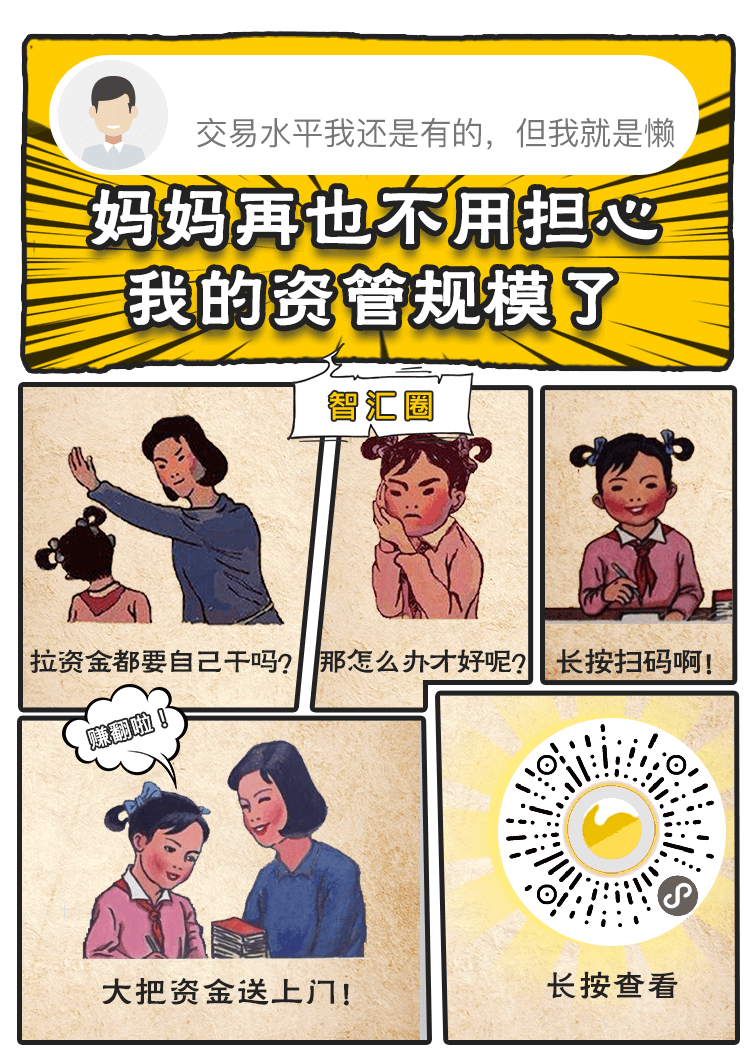 交易水平我还是有的，但我就是懒
妈妈再也不用担心
我的资管规模了
智汇圈
拉资金都要自己干吗？
那怎么办才好呢？
长按扫码啊！
赚翻啦！
大把资金送上门！
长按查看